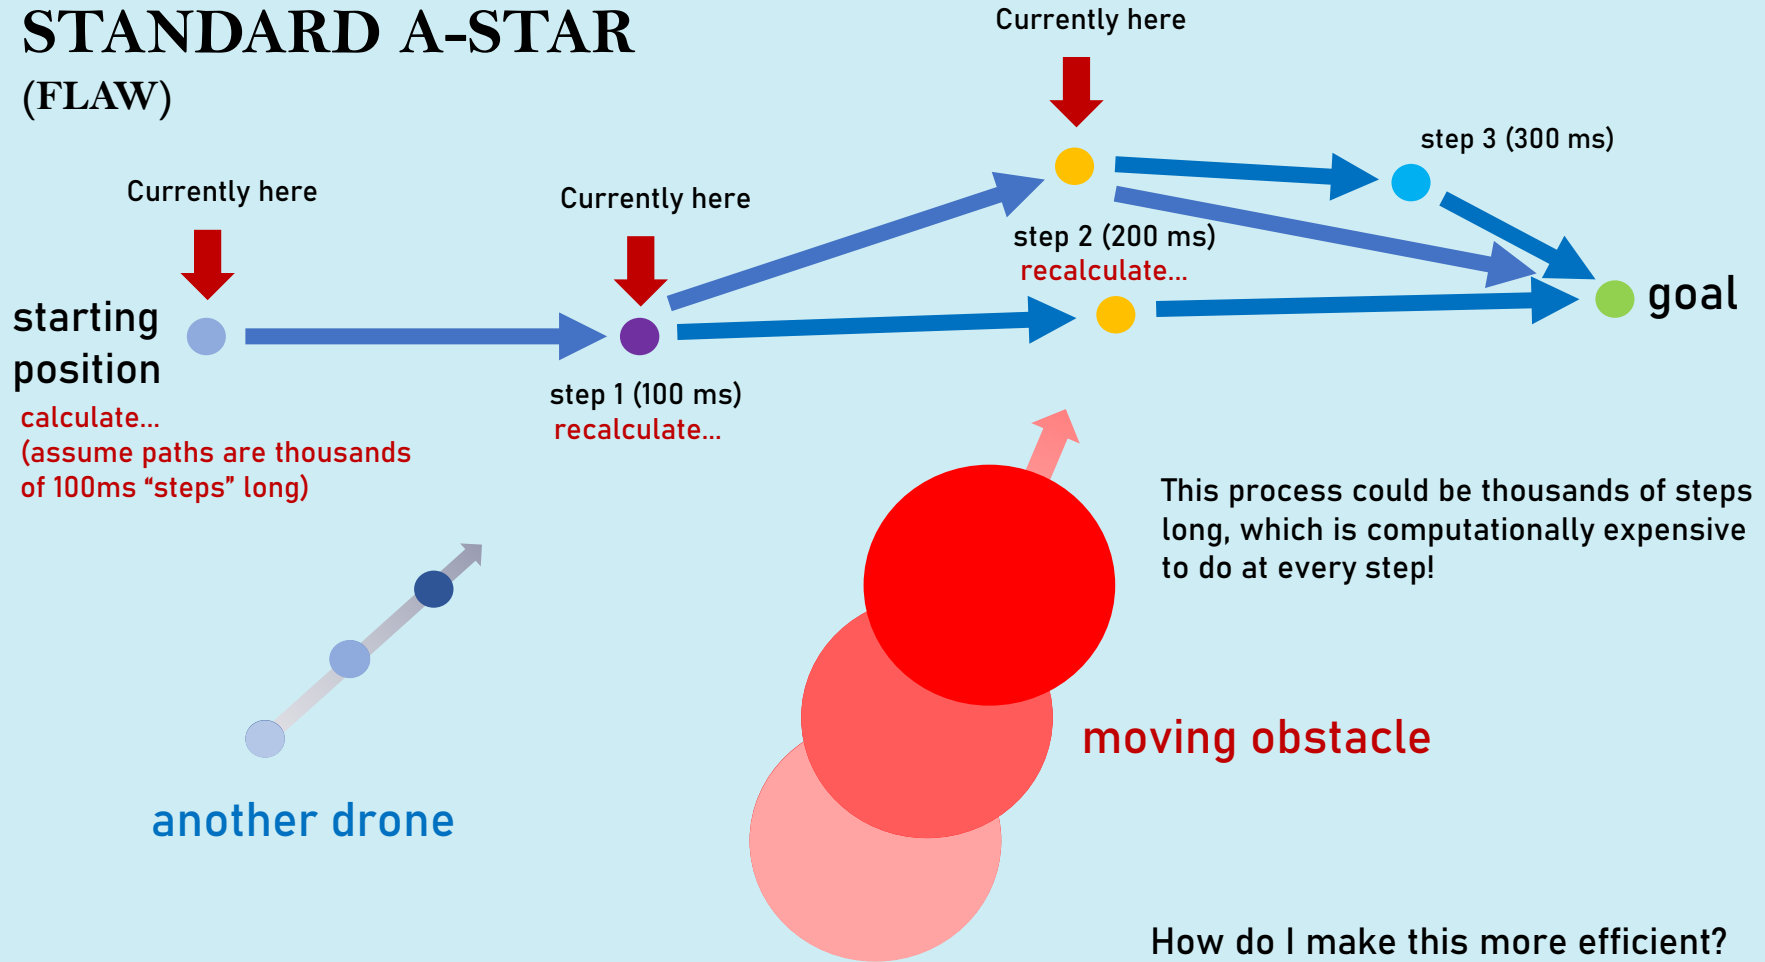 STANDARD A-STAR
(FLAW)
Currently here
step 3 (300 ms)
Currently here
Currently here
step 2 (200 ms)
recalculate...
starting
position
goal
calculate...
(assume paths are thousands
of 100ms “steps” long)
step 1 (100 ms)
recalculate...
This process could be thousands of steps
long, which is computationally expensive
to do at every step!
moving obstacle
another drone
How do I make this more efficient?